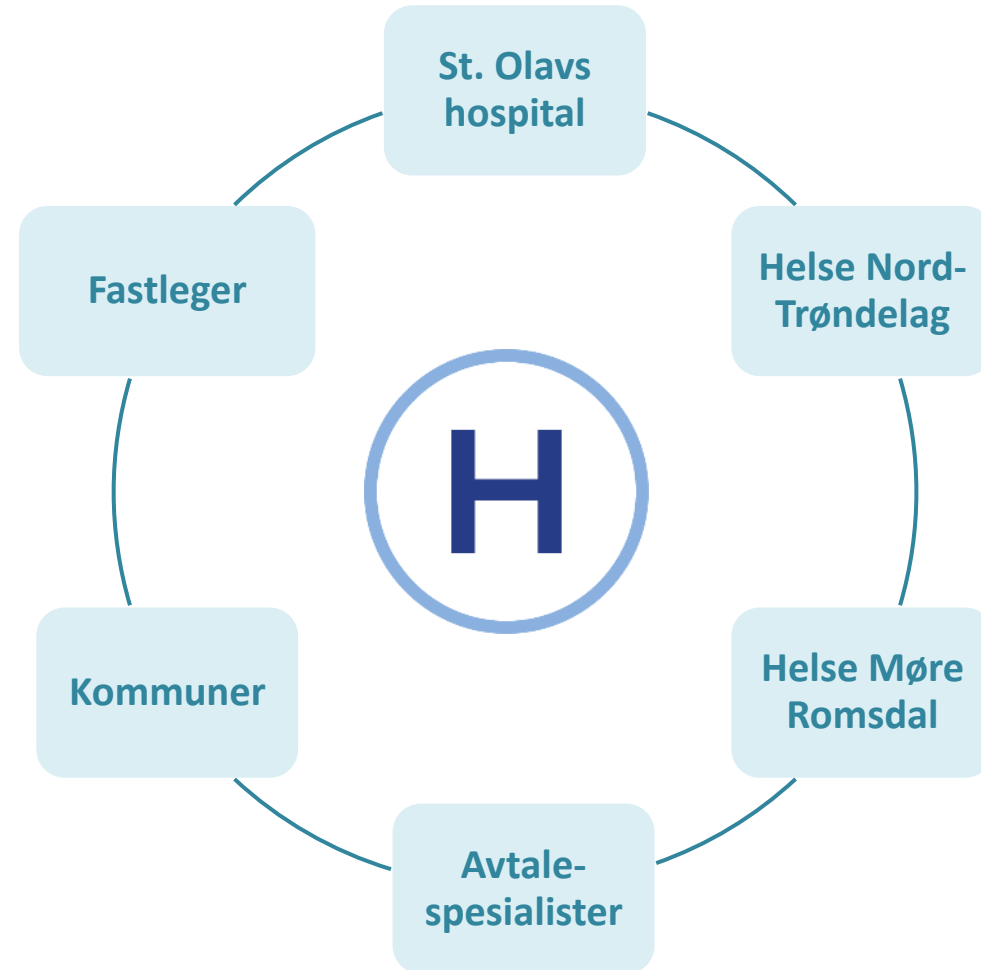 St. Olavs
hospital
Fastleger
Helse Nord-
Trøndelag
H
Kommuner
Helse Møre
Romsdal
Avtale-
spesialister